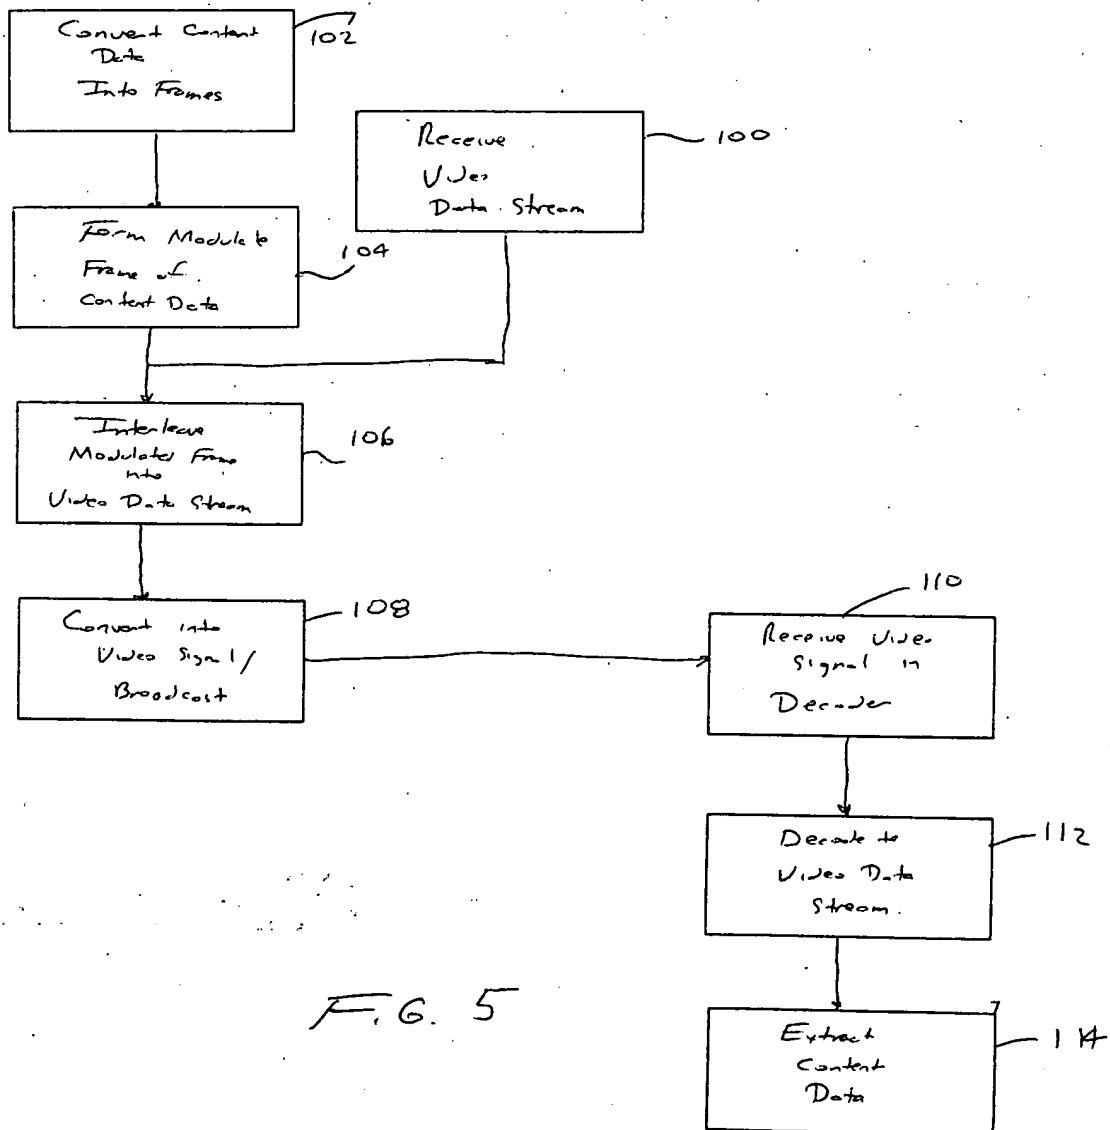 Convert Content
Data
Into Frames
102
Receive
Video
Data Stream
100
Form Modulate
Frame of
Content Data
104
Interleave
Modulated Frame
into
Video Data Stream
106
Convert into
Video Signal/
Broadcast
108
Receive Video
Signal in
Decoder
110
Decode to
Video Data
Stream
112
Extract
Content
Data
114
FIG. 5